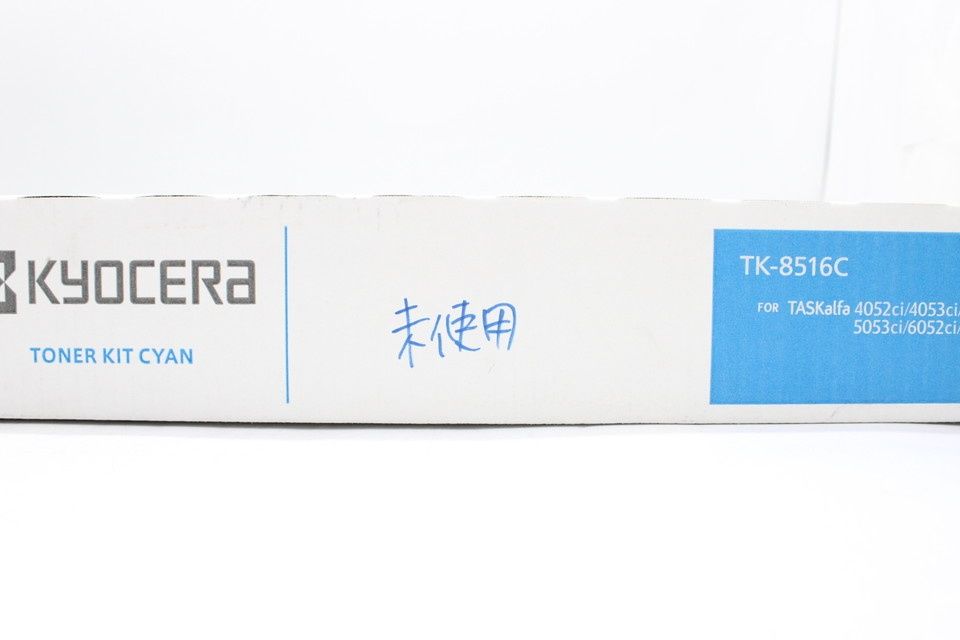 KYOCERA
TONER KIT CYAN
未使用
TK-8516C
FOR TASKalfa 4052ci/4053ci/
5053ci/6052ci/